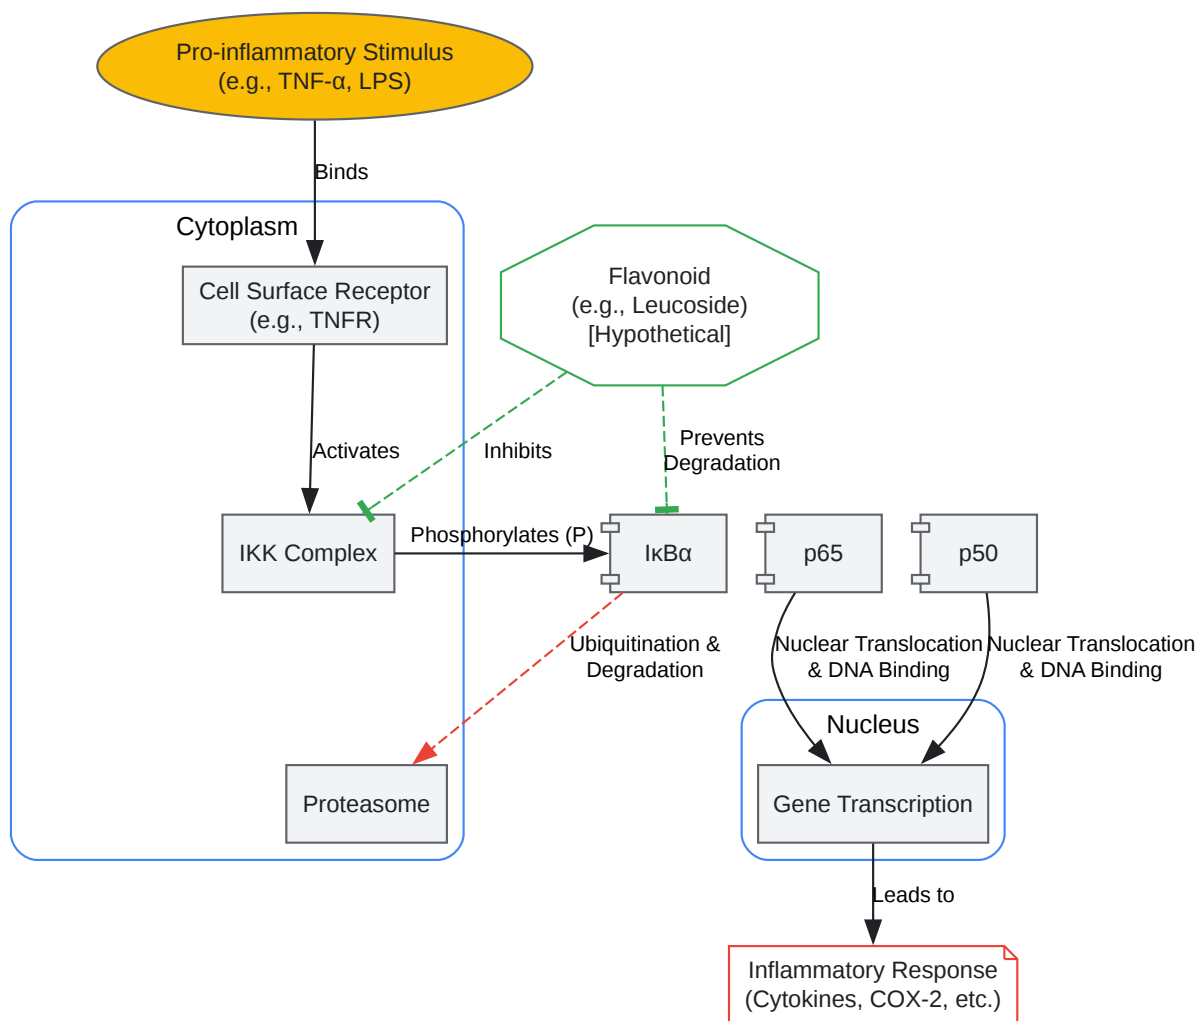 Pro-inflammatory Stimulus
(e.g., TNF-α, LPS)
Binds
Cytoplasm
Cell Surface Receptor
(e.g., TNFR)
Flavonoid
(e.g., Leucoside)
[Hypothetical]
Activates
Inhibits
Prevents
Degradation
IKK Complex
Phosphorylates (P)
IκBα
p65
p50
Ubiquitination &
Degradation
Nuclear Translocation
& DNA Binding
Nuclear Translocation
& DNA Binding
Nucleus
Proteasome
Gene Transcription
Leads to
Inflammatory Response
(Cytokines, COX-2, etc.)